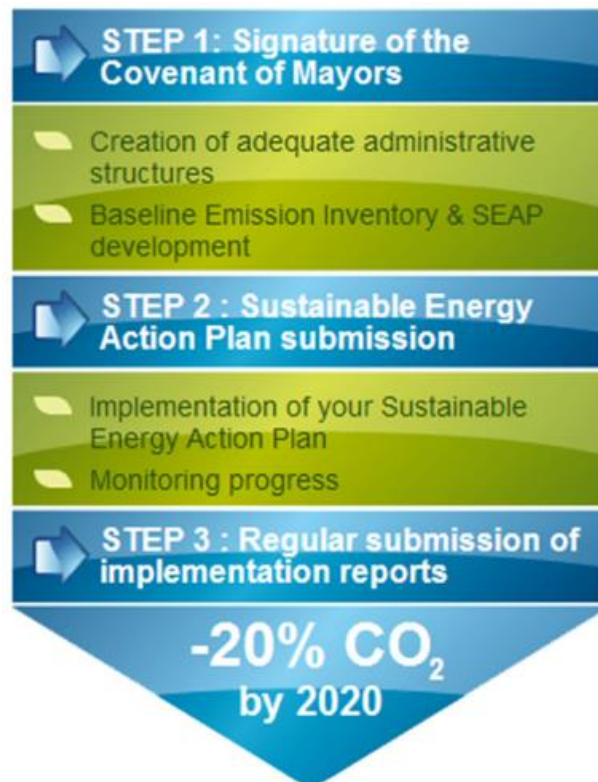 STEP 1: Signature of the
Covenant of Mayors
Creation of adequate administrative
structures
Baseline Emission Inventory & SEAP
development
STEP 2 : Sustainable Energy
Action Plan submission
Implementation of your Sustainable
Energy Action Plan
Monitoring progress
STEP 3 : Regular submission of
implementation reports
-20% CO₂
by 2020